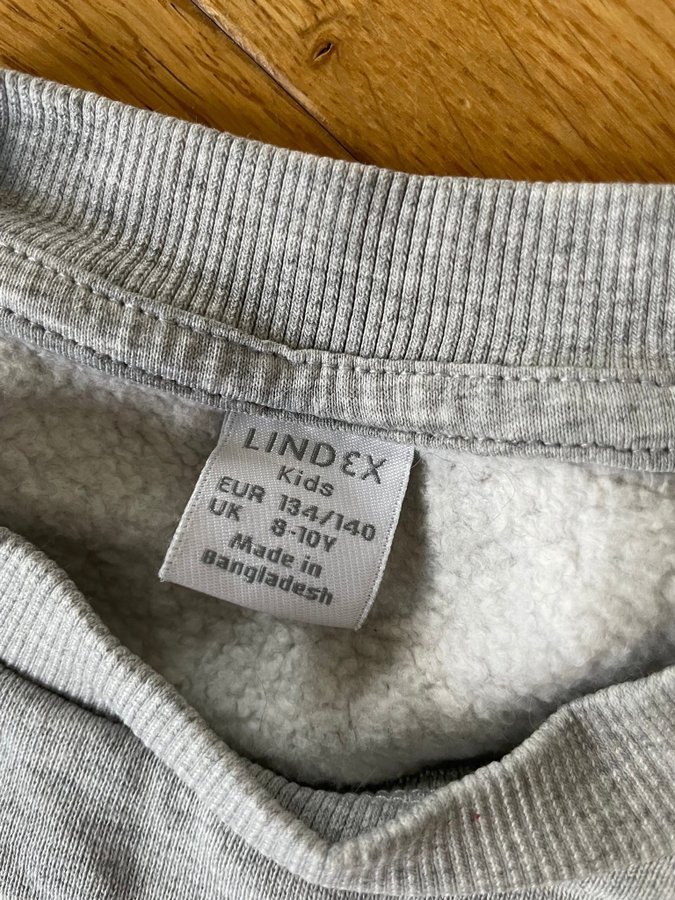 LINDEX
Kids
EUR 134/140
UK 8-10Y
Made in
Bangladesh